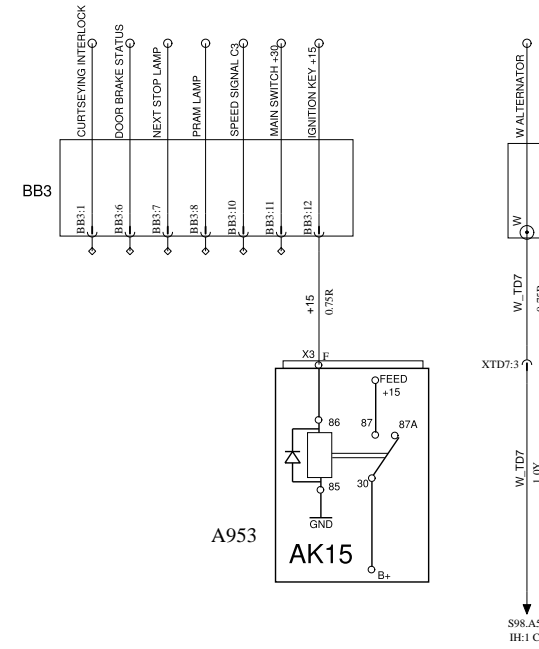 CURTSEYING INTERLOCK
DOOR BRAKE STATUS
NEXT STOP LAMP
PRAM LAMP
SPEED SIGNAL C3
MAIN SWITCH +30
IGNITION KEY +15
W ALTERNATOR
BB3
BB3:1
BB3:6
BB3:7
BB3:8
BB3:10
BB3:11
BB3:12
W
+15
0.75R
W_TD7
X3
F
XTD7:3
FEED
+15
86
87
87A
85
30
GND
W_TD7
A953
AK15
B+
S98.A5
IH:1 C